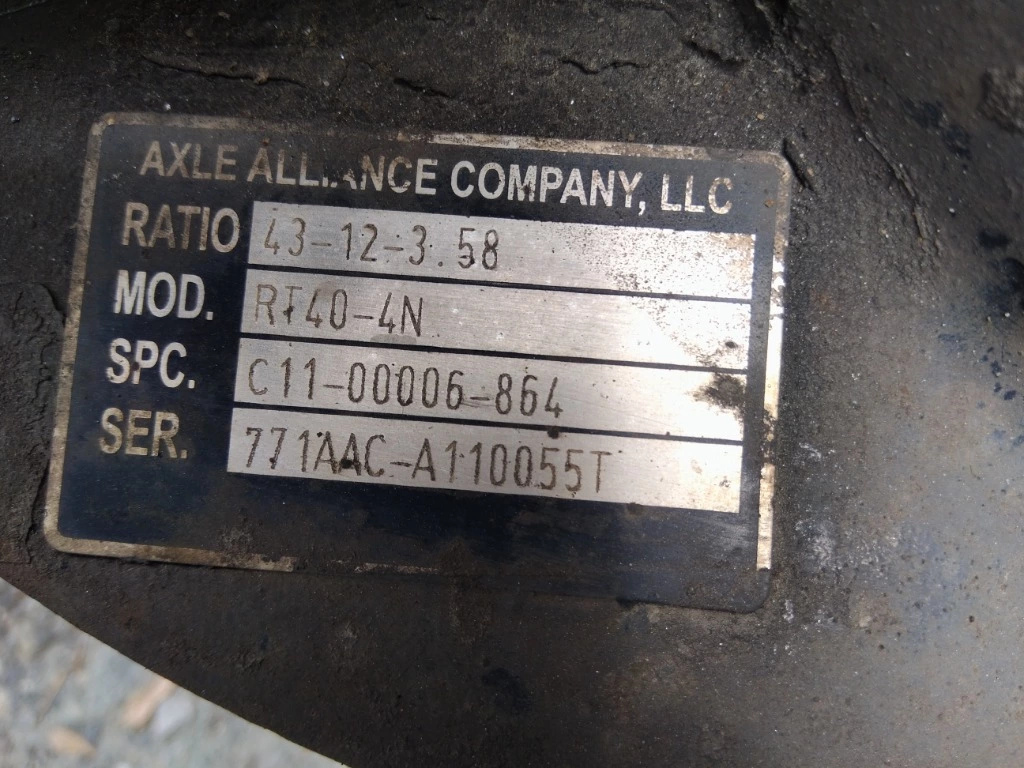 AXLE ALLIANCE COMPANY, LLC
RATIO 43-12-3.58
MOD. RT40-4N
SPC. C11-00006-864
SER. 771AAC-A110055T